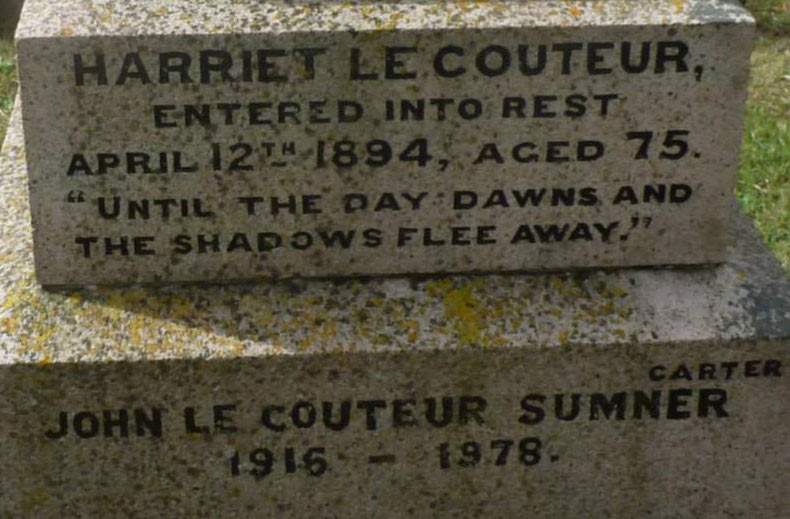 HARRIET LE COUTEUR,
ENTERED INTO REST
APRIL 12TH 1894, AGED 75.
"UNTIL THE DAY DAWNS AND
THE SHADOWS FLEE AWAY."
CARTER
JOHN LE COUTEUR SUMNER
1916 - 1978.